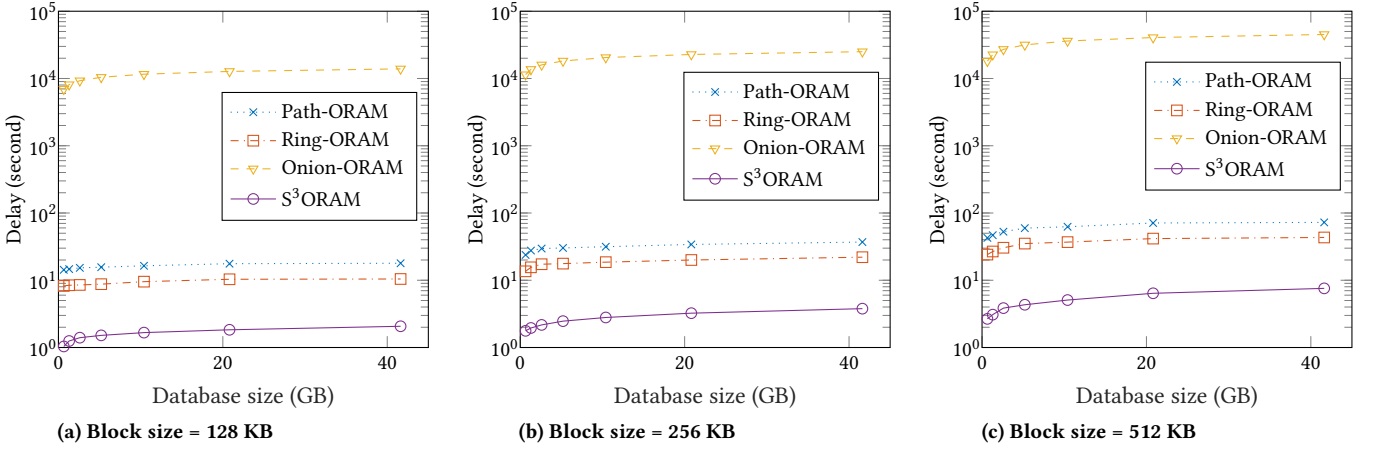 10^5
10^4
10^3
10^2
10^1
10^0
Delay (second)
Path-ORAM
Ring-ORAM
Onion-ORAM
S^3ORAM
0
20
40
Database size (GB)
(a) Block size = 128 KB
10^5
10^4
10^3
10^2
10^1
10^0
Delay (second)
Path-ORAM
Ring-ORAM
Onion-ORAM
S^3ORAM
0
20
40
Database size (GB)
(b) Block size = 256 KB
10^5
10^4
10^3
10^2
10^1
10^0
Delay (second)
Path-ORAM
Ring-ORAM
Onion-ORAM
S^3ORAM
0
20
40
Database size (GB)
(c) Block size = 512 KB